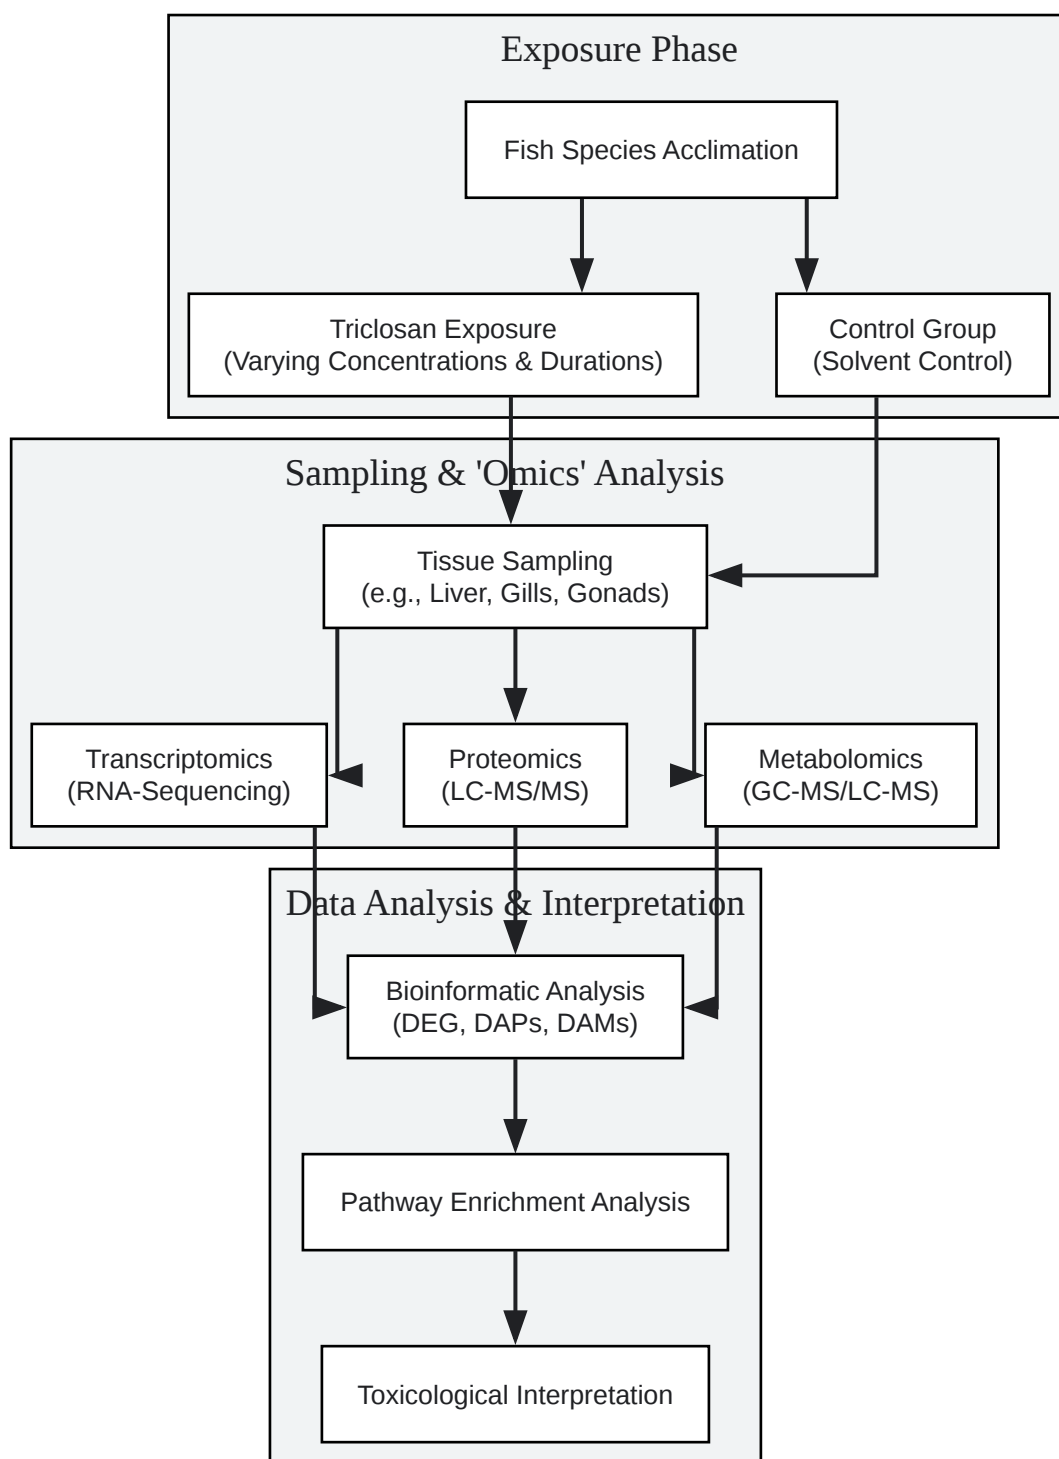 Exposure Phase
Fish Species Acclimation
Triclosan Exposure
(Varying Concentrations & Durations)
Control Group
(Solvent Control)
Sampling & 'Omics' Analysis
Tissue Sampling
(e.g., Liver, Gills, Gonads)
Transcriptomics
(RNA-Sequencing)
Proteomics
(LC-MS/MS)
Metabolomics
(GC-MS/LC-MS)
Data Analysis & Interpretation
Bioinformatic Analysis
(DEG, DAPs, DAMs)
Pathway Enrichment Analysis
Toxicological Interpretation